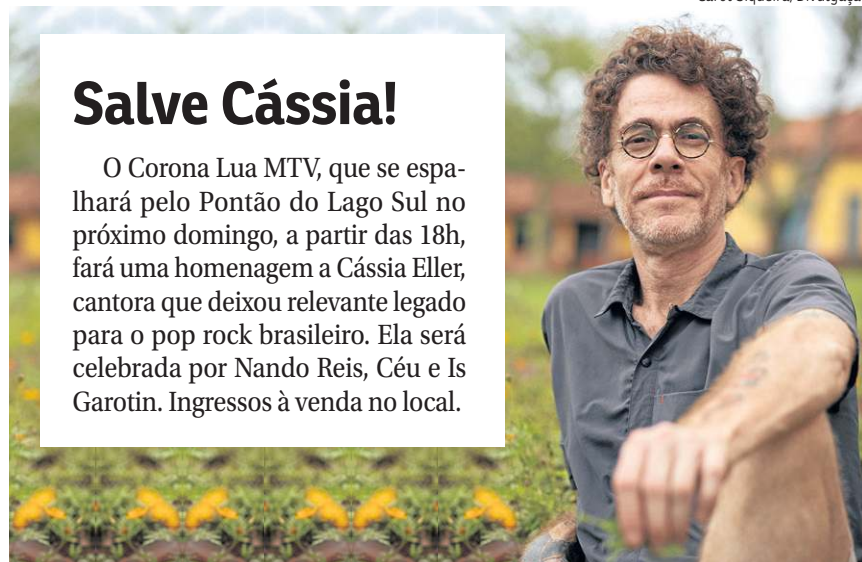 Salve Cássia!
O Corona Lua MTV, que se espa-
lhará pelo Pontão do Lago Sul no
próximo domingo, a partir das 18h,
fará uma homenagem a Cássia Eller,
cantora que deixou relevante legado
para o pop rock brasileiro. Ela será
celebrada por Nando Reis, Céu e Is
Garotin. Ingressos à venda no local.